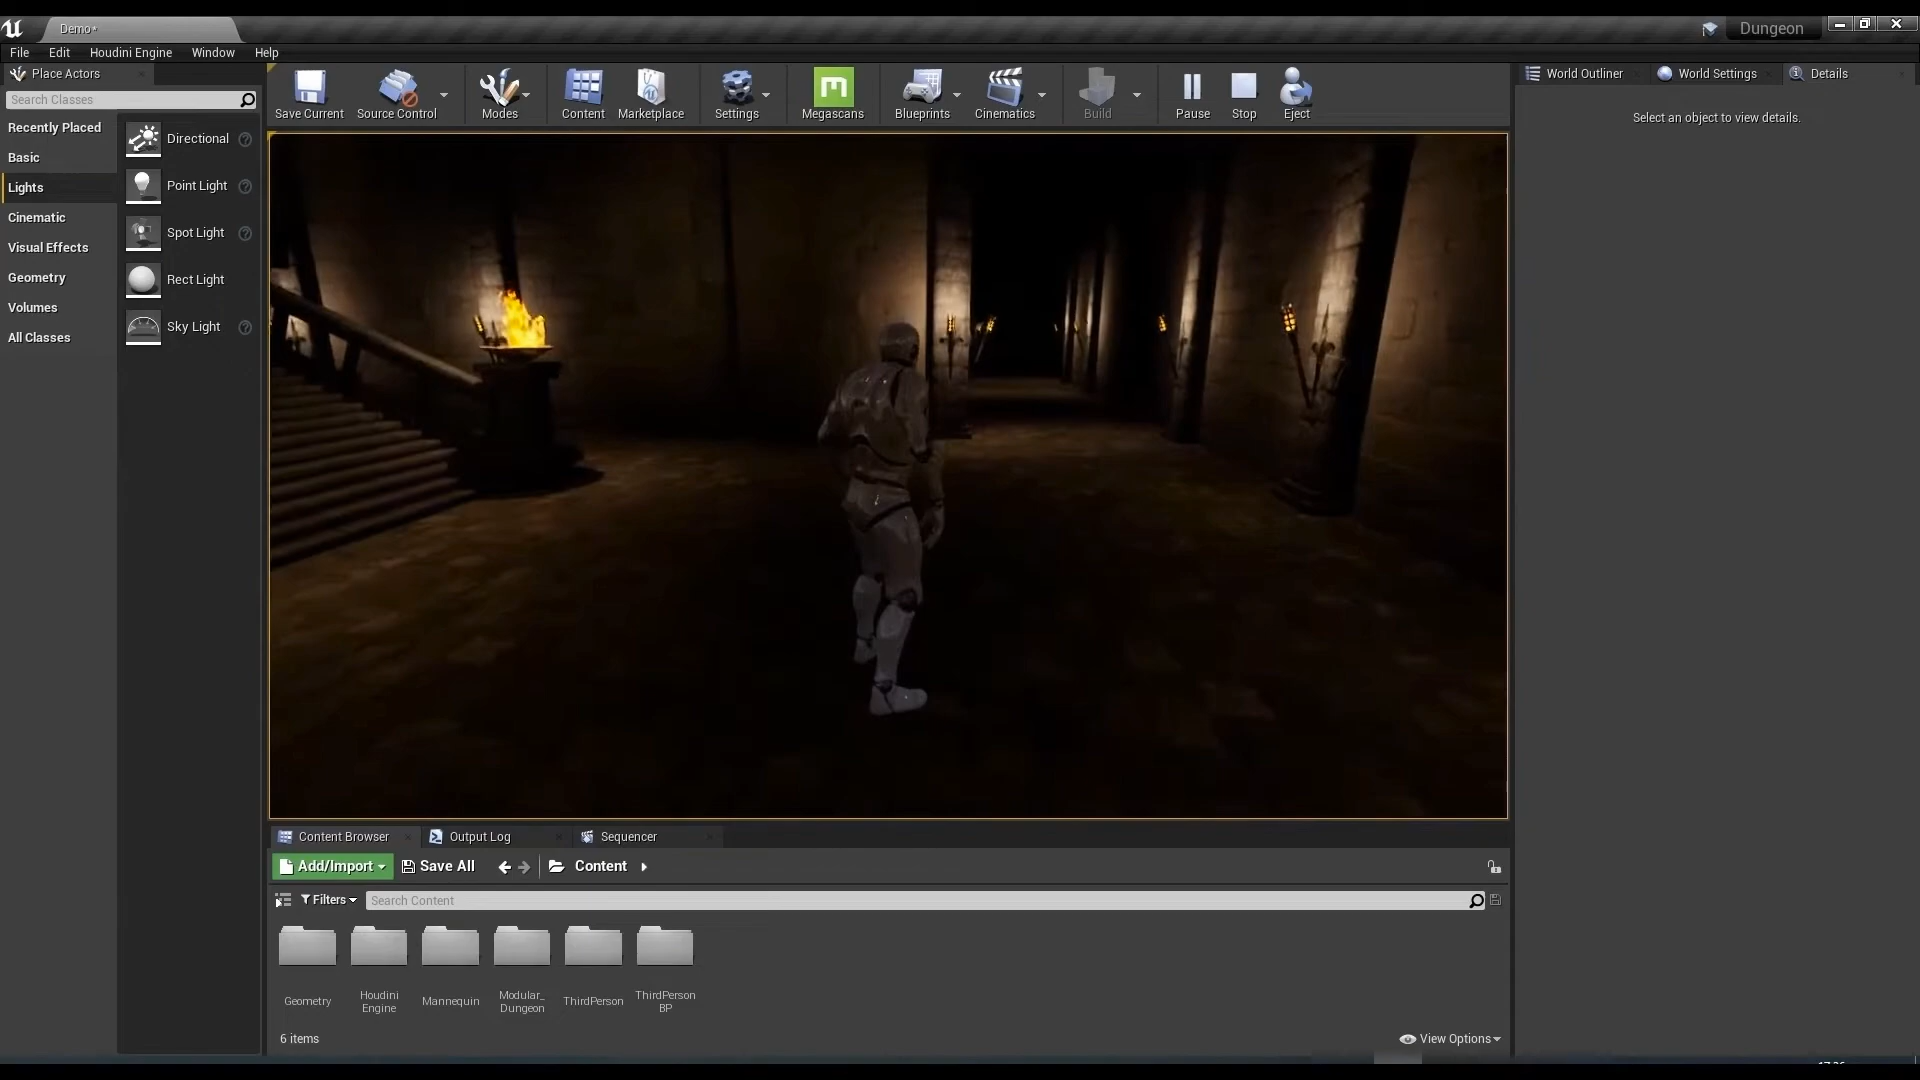 Demo*
Dungeon
File Edit Houdini Engine Window Help
Place Actors
Search Classes
Recently Placed
Basic
Lights
Cinematic
Visual Effects
Geometry
Volumes
All Classes
Directional
Point Light
Spot Light
Rect Light
Sky Light
Save Current Source Control Modes Content Marketplace Settings Megascans Blueprints Cinematics Build Pause Stop Eject
World Outliner World Settings Details
Select an object to view details.
Content Browser Output Log Sequencer
Add/Import Save All Content
Filters Search Content
Geometry
Houdini
Engine
Mannequin
Modular_
Dungeon
ThirdPerson
ThirdPerson
BP
6 items
View Options